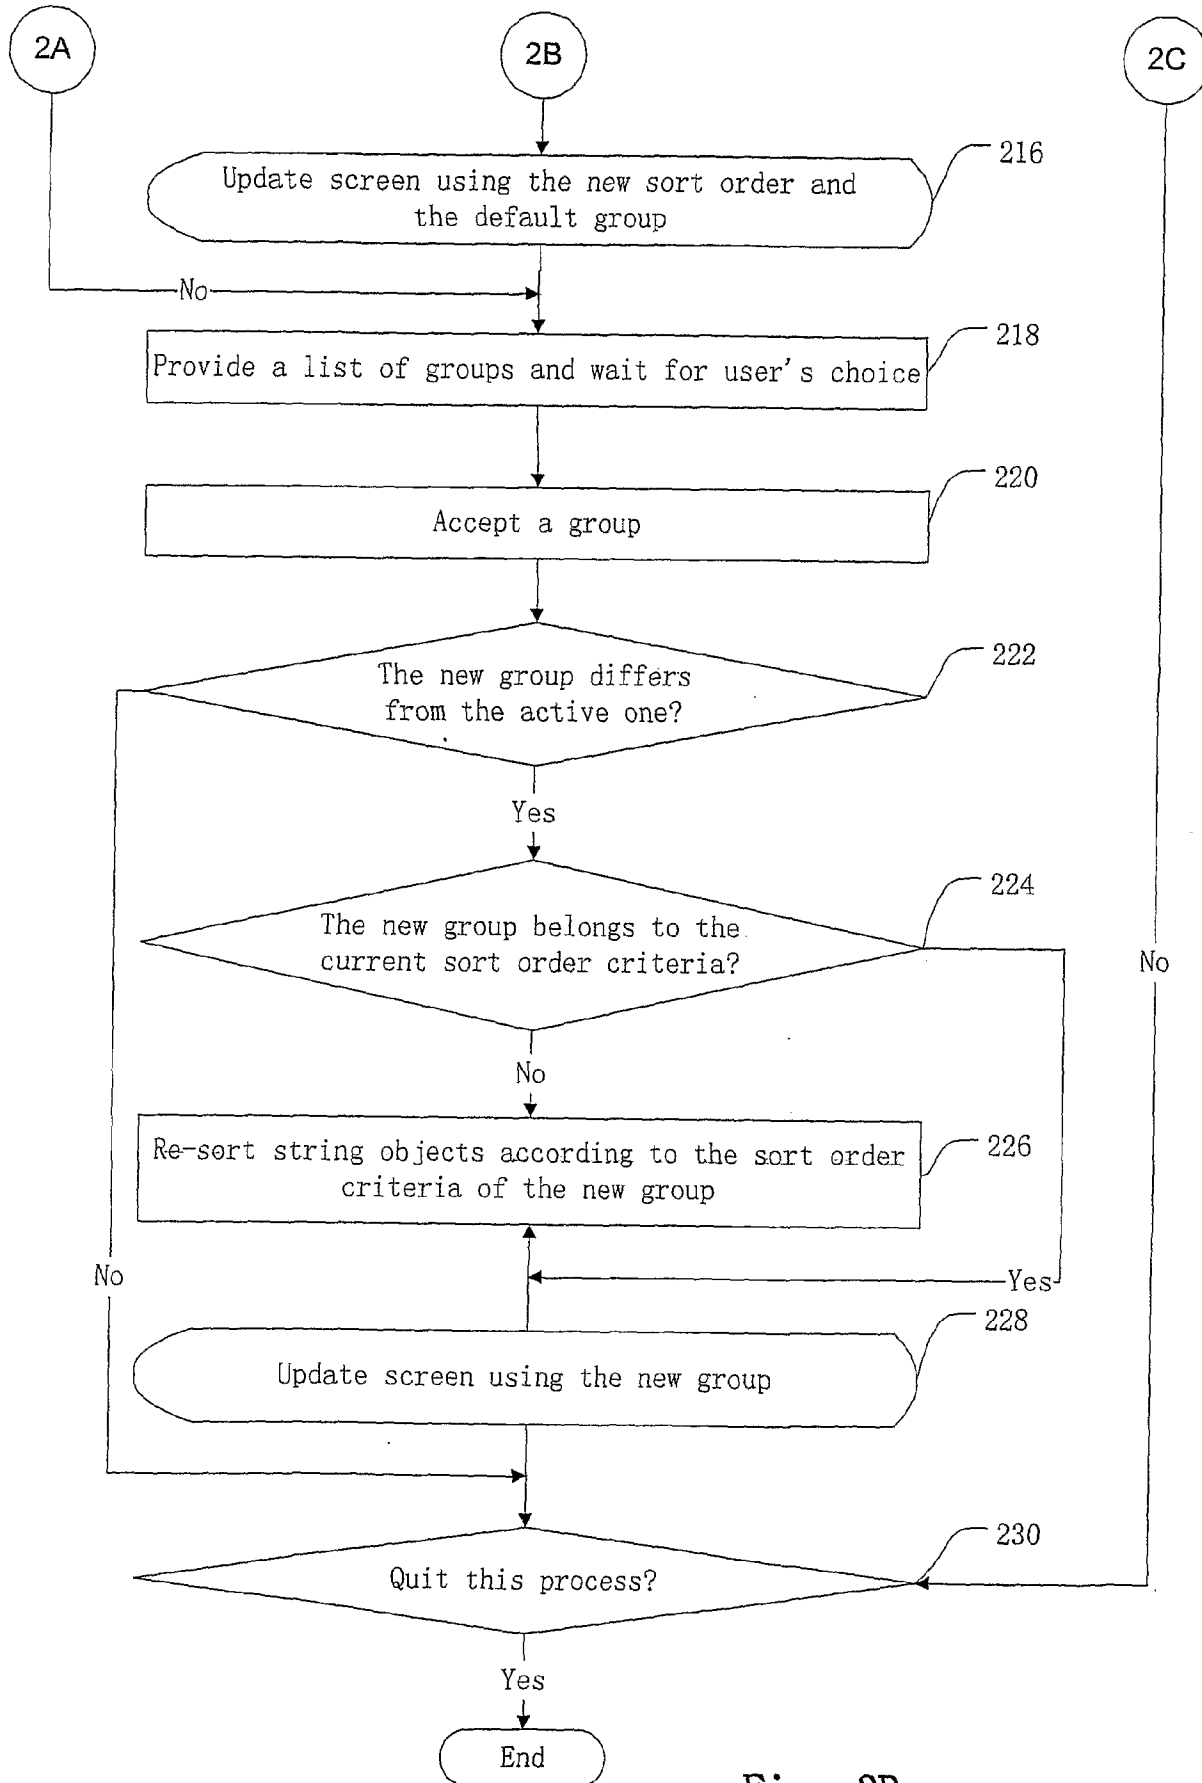 2A
2B
2C
216
Update screen using the new sort order and
the default group
No
218
Provide a list of groups and wait for user's choice
220
Accept a group
222
The new group differs
from the active one?
Yes
224
The new group belongs to the
current sort order criteria?
No
No
226
Re-sort string objects according to the sort order
criteria of the new group
No
Yes
228
Update screen using the new group
230
Quit this process?
Yes
End